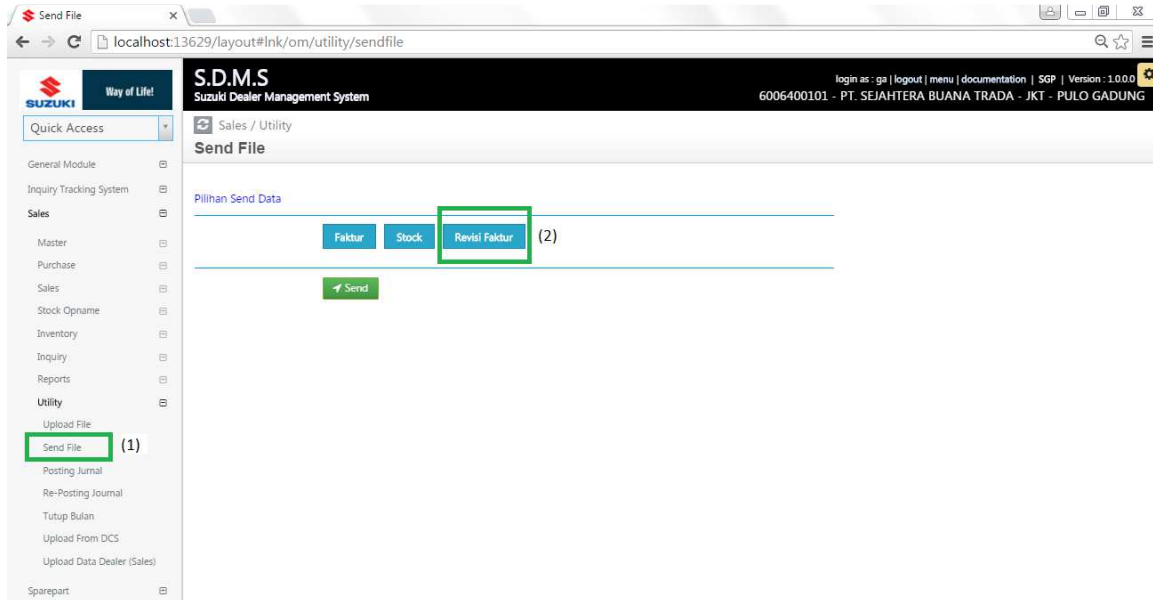 Send File
localhost:13629/layout#lnk/om/utility/sendfile
SUZUKI
Way of Life!
S.D.M.S
Suzuki Dealer Management System
login as : ga | logout | menu | documentation | SGP | Version : 1.0.0.0
6006400101 - PT. SEJAHTERA BUANA TRADA - JKT - PULO GADUNG
Quick Access
Sales / Utility
Send File
General Module
Inquiry Tracking System
Sales
Master
Purchase
Sales
Stock Opname
Inventory
Inquiry
Reports
Utility
Upload File
Send File (1)
Posting Jurnal
Re-Posting Journal
Tutup Bulan
Upload From DCS
Upload Data Dealer (Sales)
Sparepart
Pilihan Send Data
Faktur Stock Revisi Faktur (2)
Send